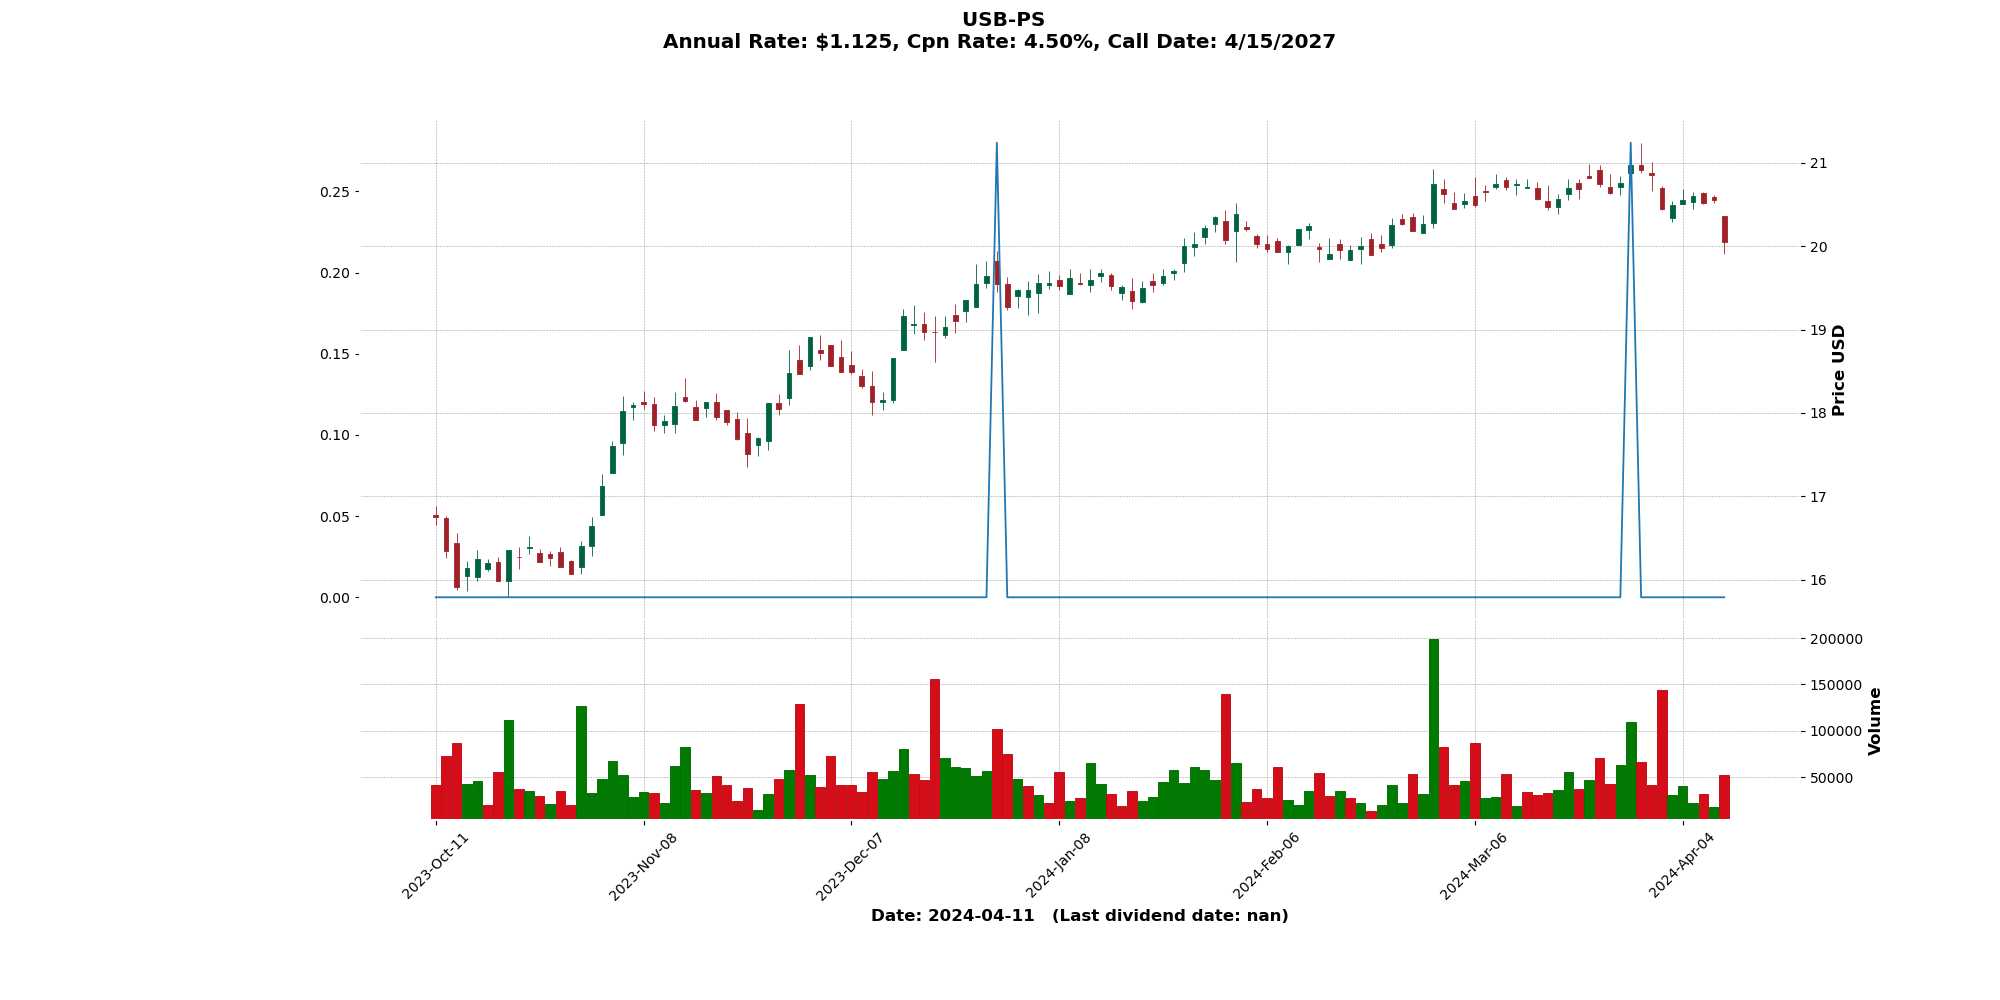 USB-PS
Annual Rate: $1.125, Cpn Rate: 4.50%, Call Date: 4/15/2027
0.25
0.20
0.15
0.10
0.05
0.00
21
20
19
18
17
16
Price USD
200000
150000
100000
50000
Volume
2023-Oct-11
2023-Nov-08
2023-Dec-07
2024-Jan-08
2024-Feb-06
2024-Mar-06
2024-Apr-04
Date: 2024-04-11 (Last dividend date: nan)